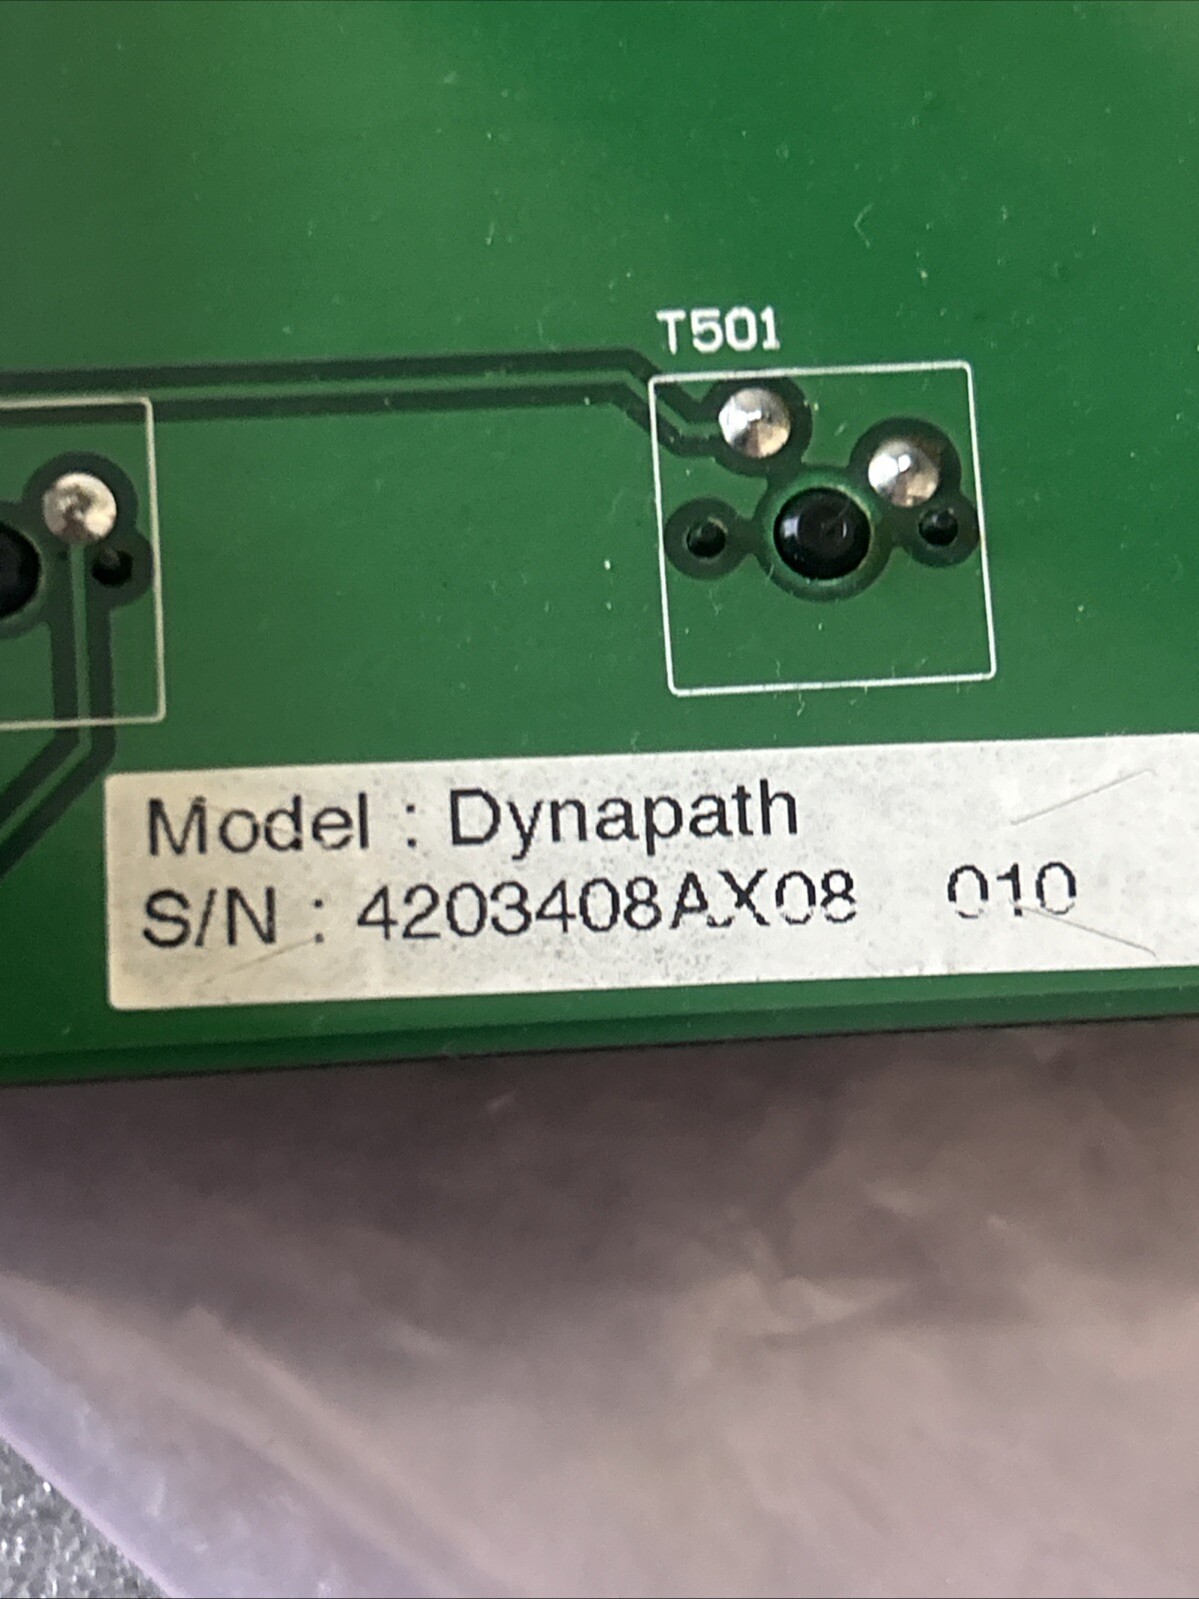 T501
Model : Dynapath
S/N : 4203408AX08 010